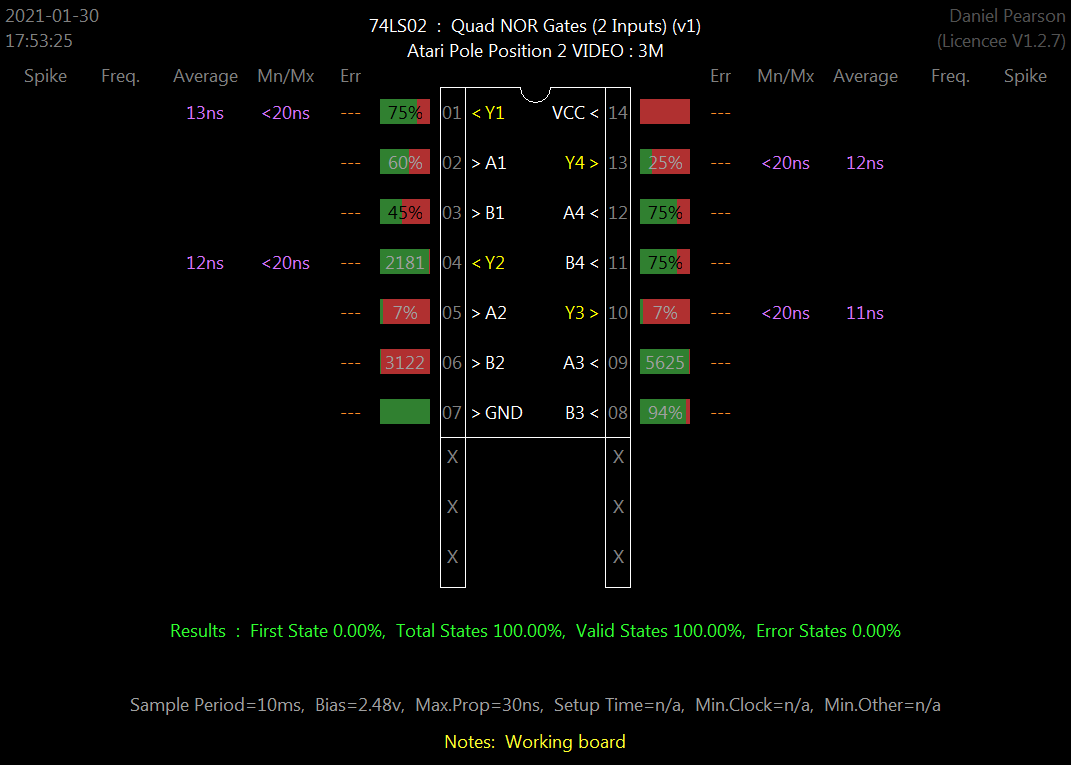 2021-01-30 74LS02 : Quad NOR Gates (2 Inputs) (v1) Daniel Pearson
17:53:25 Atari Pole Position 2 VIDEO : 3M (Licencee V1.2.7)
Spike Freq. Average Mn/Mx Err Err Mn/Mx Average Freq. Spike
13ns <20ns --- 75% 01 < Y1 VCC < 14 ---
--- 60% 02 > A1 Y4 > 13 25% --- <20ns 12ns
--- 45% 03 > B1 A4 < 12 75% ---
12ns <20ns --- 2181 04 < Y2 B4 < 11 75% ---
--- 7% 05 > A2 Y3 > 10 7% --- <20ns 11ns
--- 3122 06 > B2 A3 < 09 5625 ---
--- 07 > GND B3 < 08 94% ---
X X
X X
X X
Results : First State 0.00%, Total States 100.00%, Valid States 100.00%, Error States 0.00%
Sample Period=10ms, Bias=2.48v, Max.Prop=30ns, Setup Time=n/a, Min.Clock=n/a, Min.Other=n/a
Notes: Working board